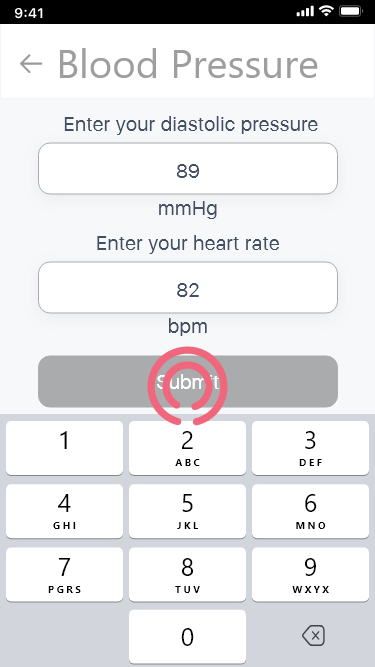 9:41
Blood Pressure
Enter your diastolic pressure
89
mmHg
Enter your heart rate
82
bpm
Submit
1 2 3
ABC DEF
4 5 6
GHI JKL MNO
7 8 9
PGRS TUV WXYX
0